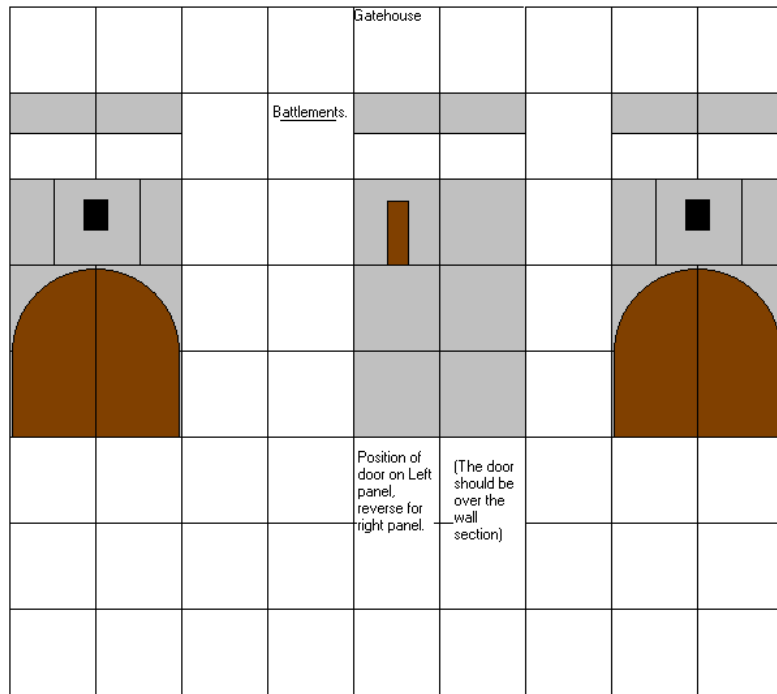 Gatehouse
Battlements.
Position of
door on Left
panel,
reverse for
right panel.
(The door
should be
over the
wall
section)